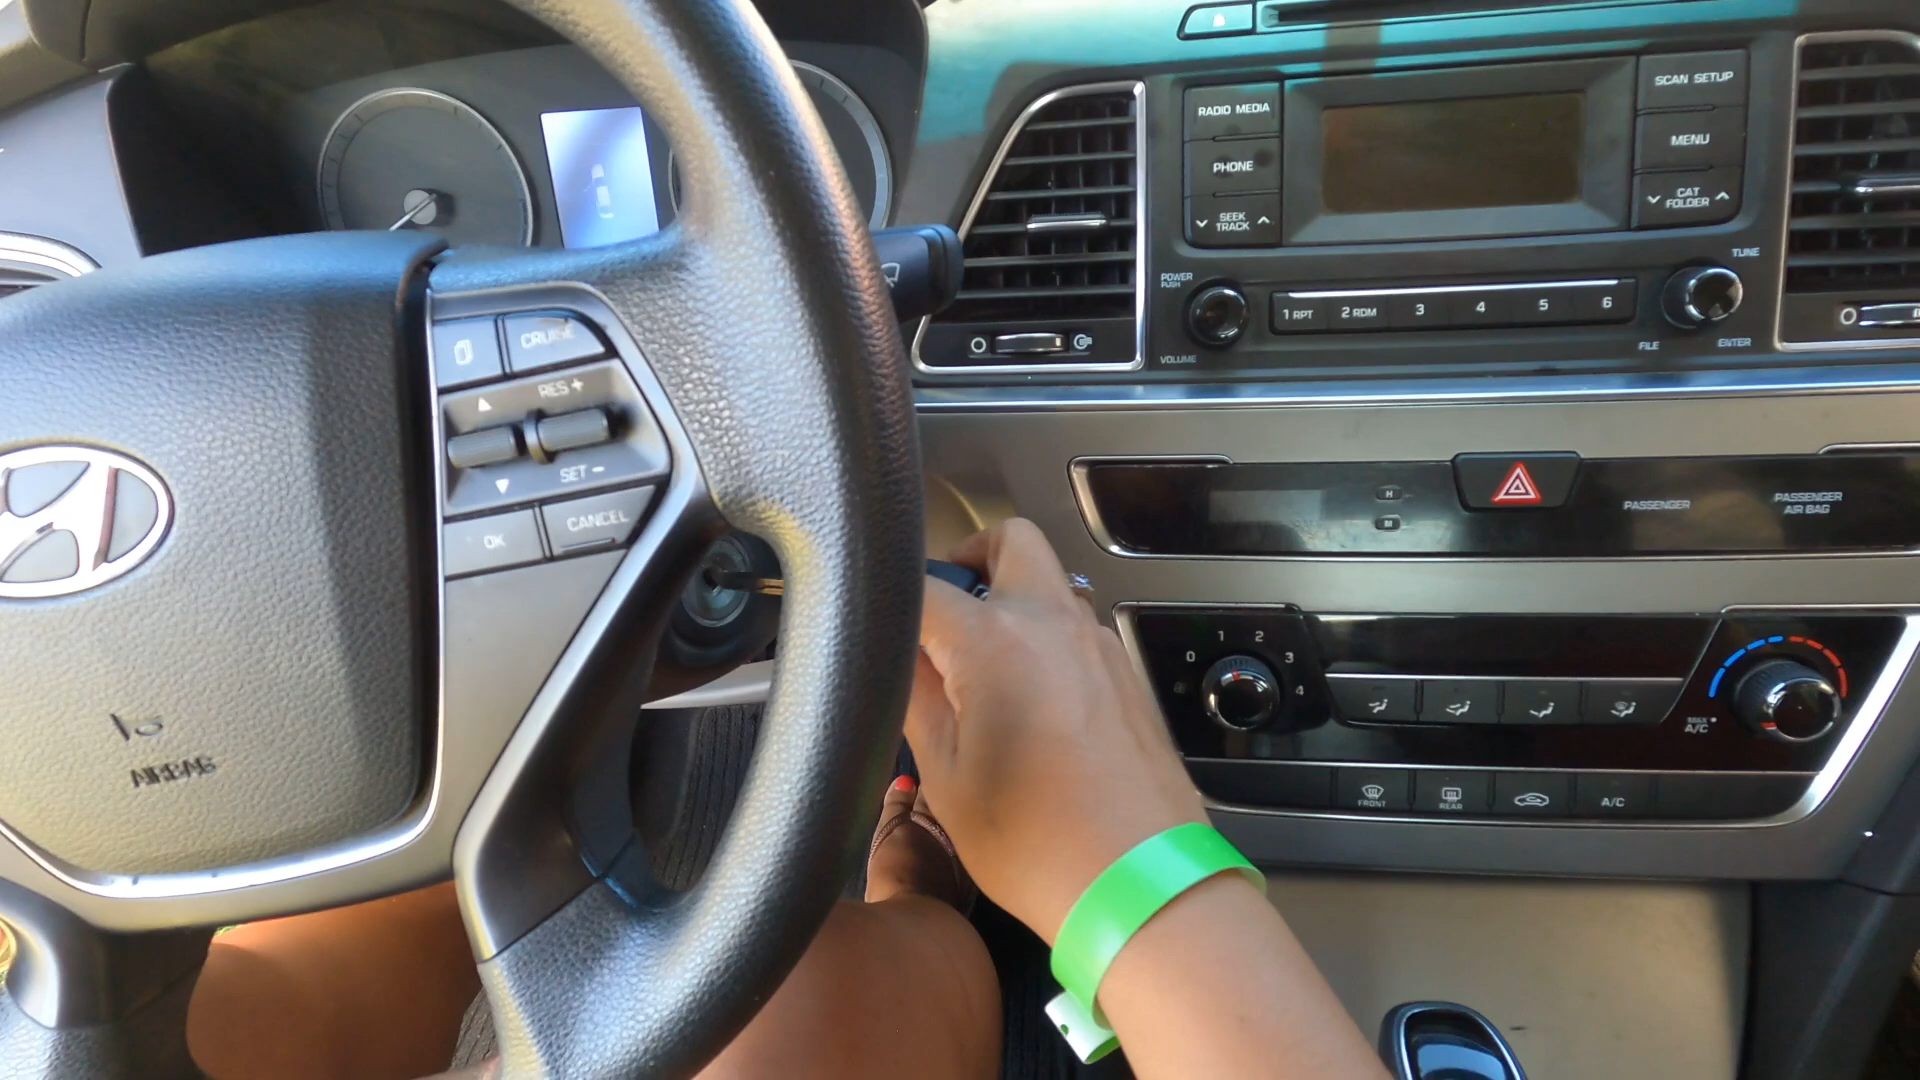 RADIO MEDIA
PHONE
SEEK
TRACK
SCAN SETUP
MENU
CAT
FOLDER
TUNE
POWER
PUSH
1 RPT
2 RDM
3
4
5
6
VOLUME
FILE
ENTER
CRUISE
RES +
SET -
OK
CANCEL
H
M
PASSENGER
PASSENGER
AIR BAG
AIRBAG
0
1
2
3
4
MAX
A/C
FRONT
REAR
A/C